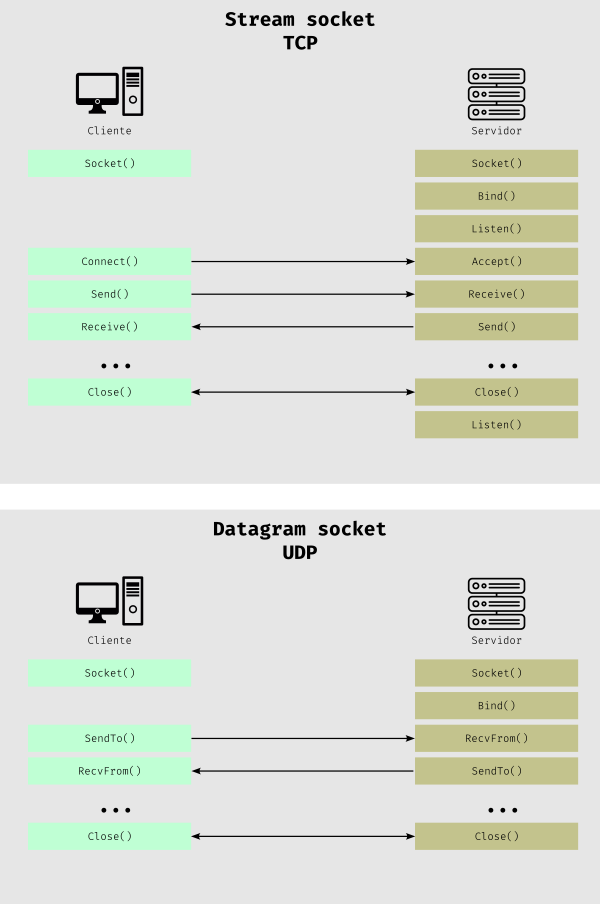 Stream socket
TCP
Cliente
Servidor
Socket()
Socket()
Bind()
Listen()
Connect()
Accept()
Send()
Receive()
Receive()
Send()
...
...
Close()
Close()
Listen()
Datagram socket
UDP
Cliente
Servidor
Socket()
Socket()
Bind()
SendTo()
RecvFrom()
RecvFrom()
SendTo()
...
...
Close()
Close()